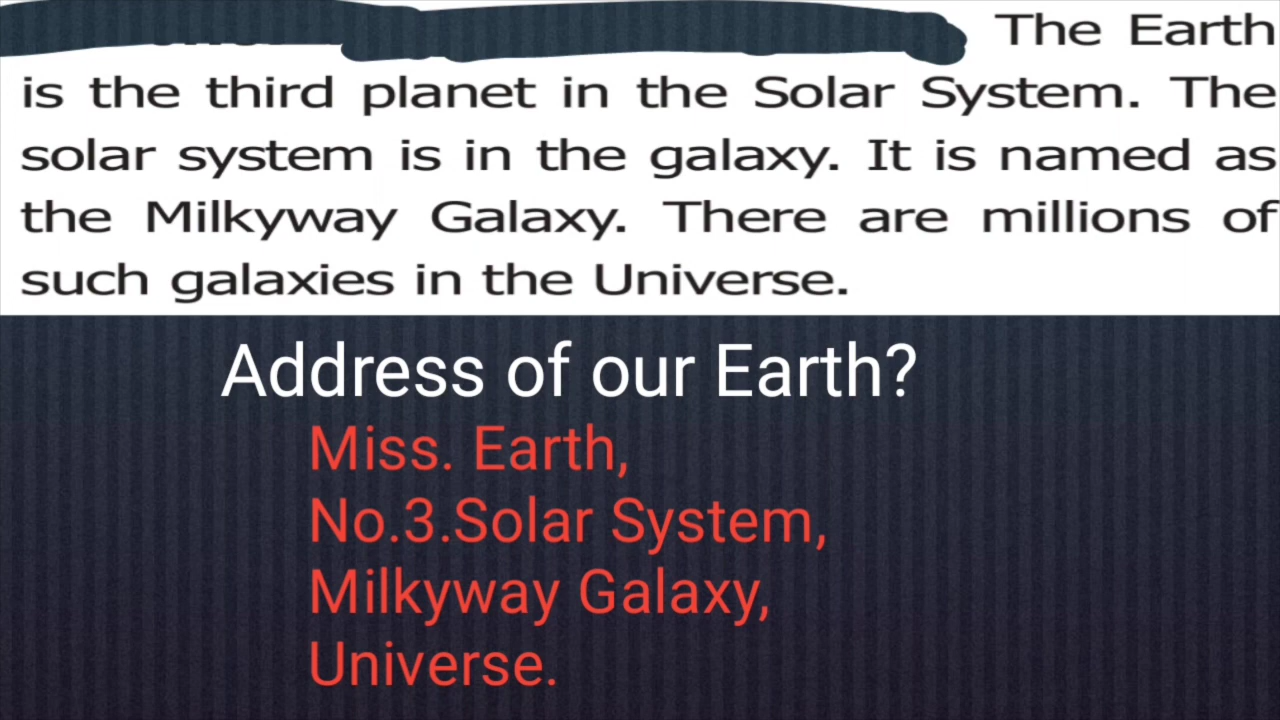 The Earth
is the third planet in the Solar System. The
solar system is in the galaxy. It is named as
the Milkyway Galaxy. There are millions of
such galaxies in the Universe.
Address of our Earth?
Miss. Earth,
No.3.Solar System,
Milkyway Galaxy,
Universe.